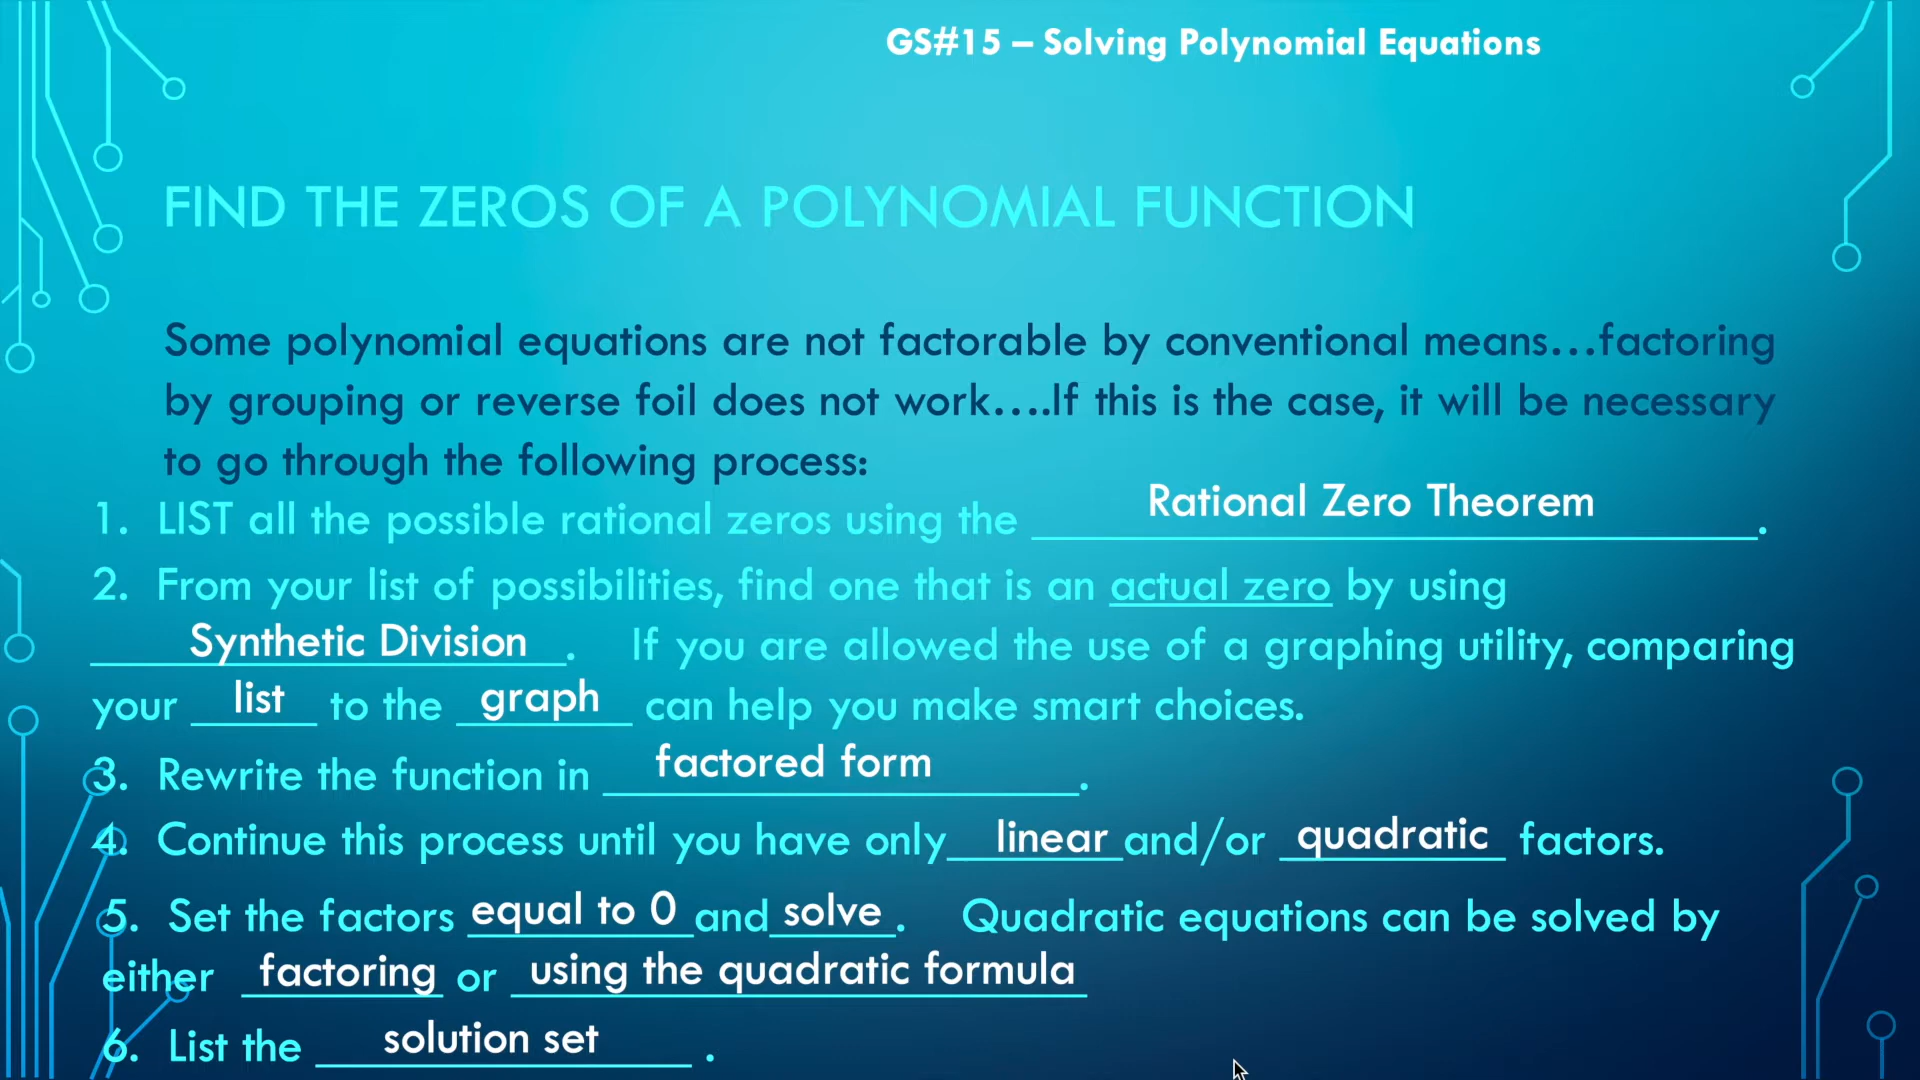 GS#15 – Solving Polynomial Equations
FIND THE ZEROS OF A POLYNOMIAL FUNCTION
Some polynomial equations are not factorable by conventional means…factoring
by grouping or reverse foil does not work….If this is the case, it will be necessary
to go through the following process:
1. LIST all the possible rational zeros using the Rational Zero Theorem.
2. From your list of possibilities, find one that is an actual zero by using
Synthetic Division. If you are allowed the use of a graphing utility, comparing
your list to the graph can help you make smart choices.
3. Rewrite the function in factored form.
4. Continue this process until you have only linear and/or quadratic factors.
5. Set the factors equal to 0 and solve. Quadratic equations can be solved by
either factoring or using the quadratic formula
6. List the solution set.